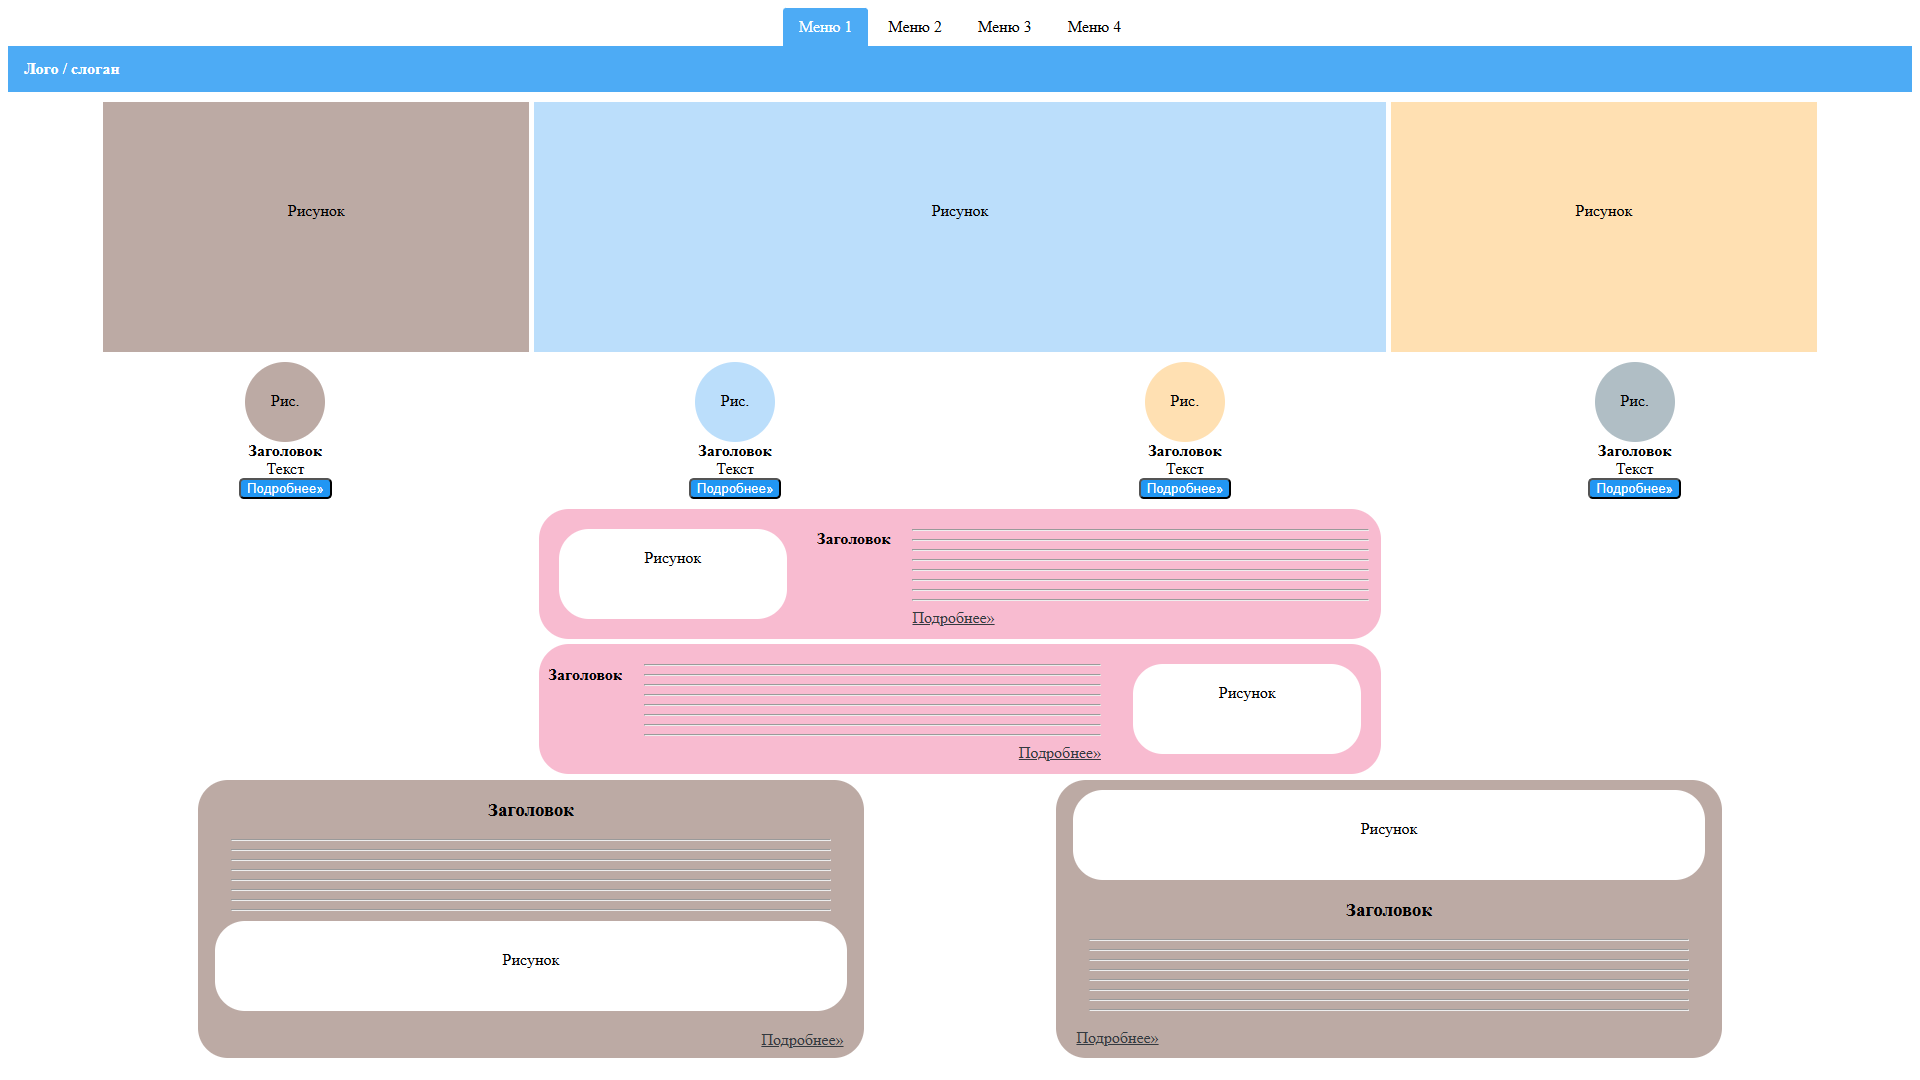 Меню 1 Меню 2 Меню 3 Меню 4
Лого / слоган
Рисунок Рисунок Рисунок
Рис. Рис. Рис. Рис.
Заголовок Заголовок Заголовок Заголовок
Текст Текст Текст Текст
Подробнее» Подробнее» Подробнее» Подробнее»
Заголовок
Рисунок
Подробнее»
Заголовок
Рисунок
Подробнее»
Заголовок
Рисунок
Подробнее»
Рисунок
Заголовок
Подробнее»